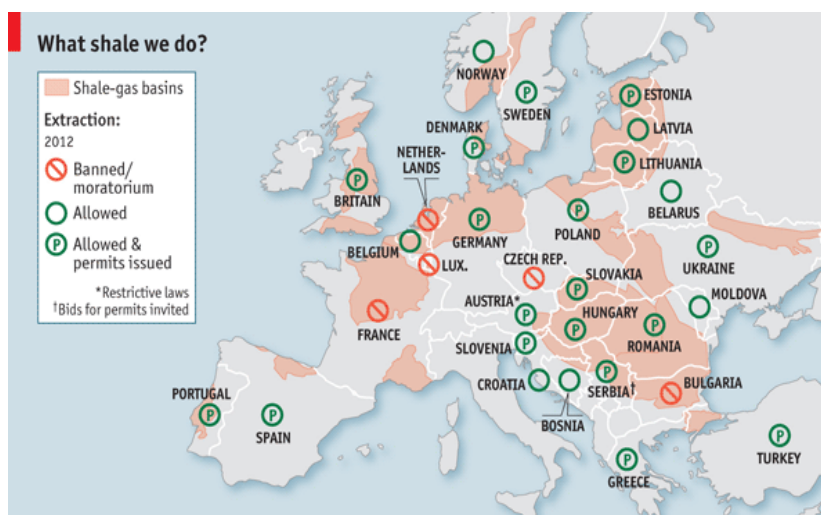 What shale we do?
Shale-gas basins
Extraction:
2012
Banned/
moratorium
Allowed
P Allowed &
permits issued
*Restrictive laws
†Bids for permits invited
NORWAY
P
SWEDEN
P ESTONIA
LATVIA
P LITHUANIA
DENMARK
P
NETHER-
LANDS
P
BRITAIN
BELARUS
P
POLAND
P
GERMANY
BELGIUM
LUX.
CZECH REP.
P
UKRAINE
SLOVAKIA
P
MOLDOVA
AUSTRIA*
P
HUNGARY
P
P
ROMANIA
FRANCE
SLOVENIA P
CROATIA
BOSNIA
P
SERBIA†
BULGARIA
PORTUGAL
P
P
SPAIN
P
GREECE
P
TURKEY